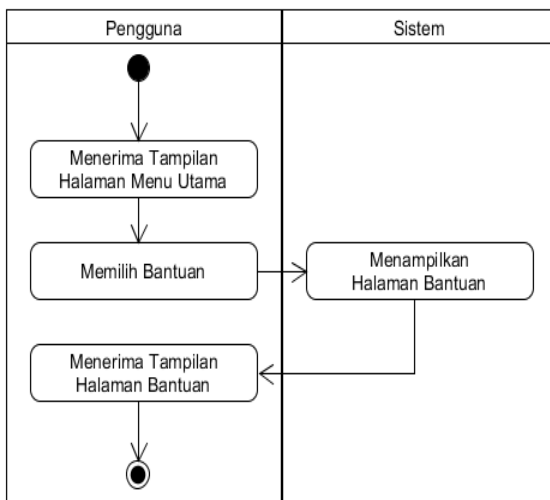 Pengguna
Sistem
Menerima Tampilan
Halaman Menu Utama
Memilih Bantuan
Menampilkan
Halaman Bantuan
Menerima Tampilan
Halaman Bantuan